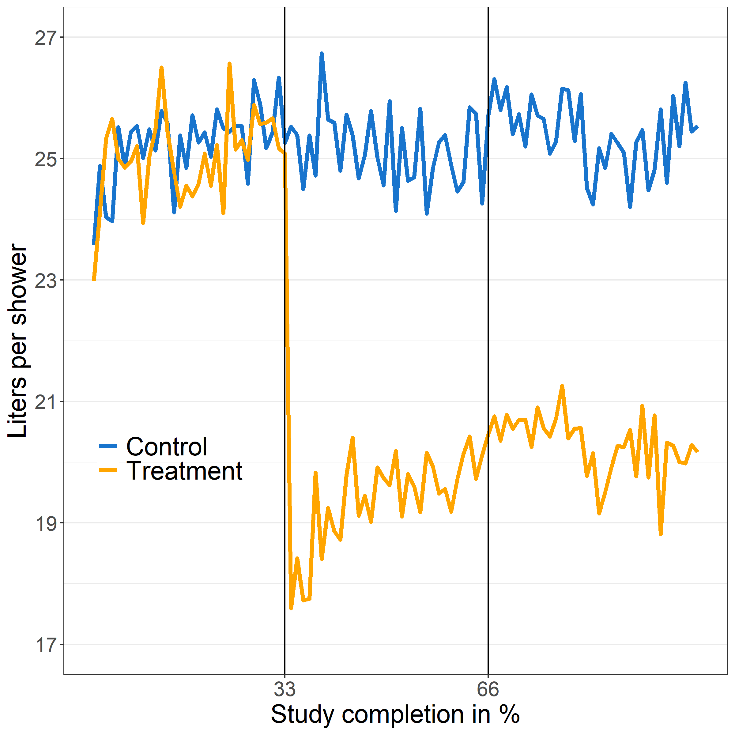 27
25
23
21
19
17
Liters per shower
Control
Treatment
33
66
Study completion in %